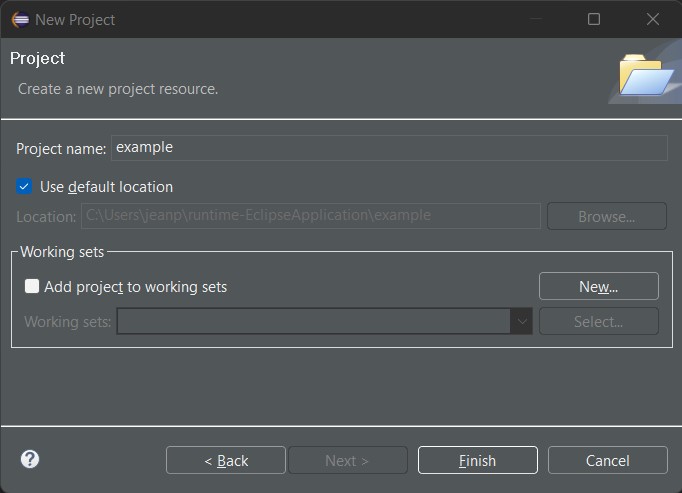 New Project
Project
Create a new project resource.
Project name: example
Use default location
Location: C:\Users\jeanp\runtime-EclipseApplication\example
Browse...
Working sets
Add project to working sets
New...
Working sets:
Select...
?
< Back
Next >
Finish
Cancel